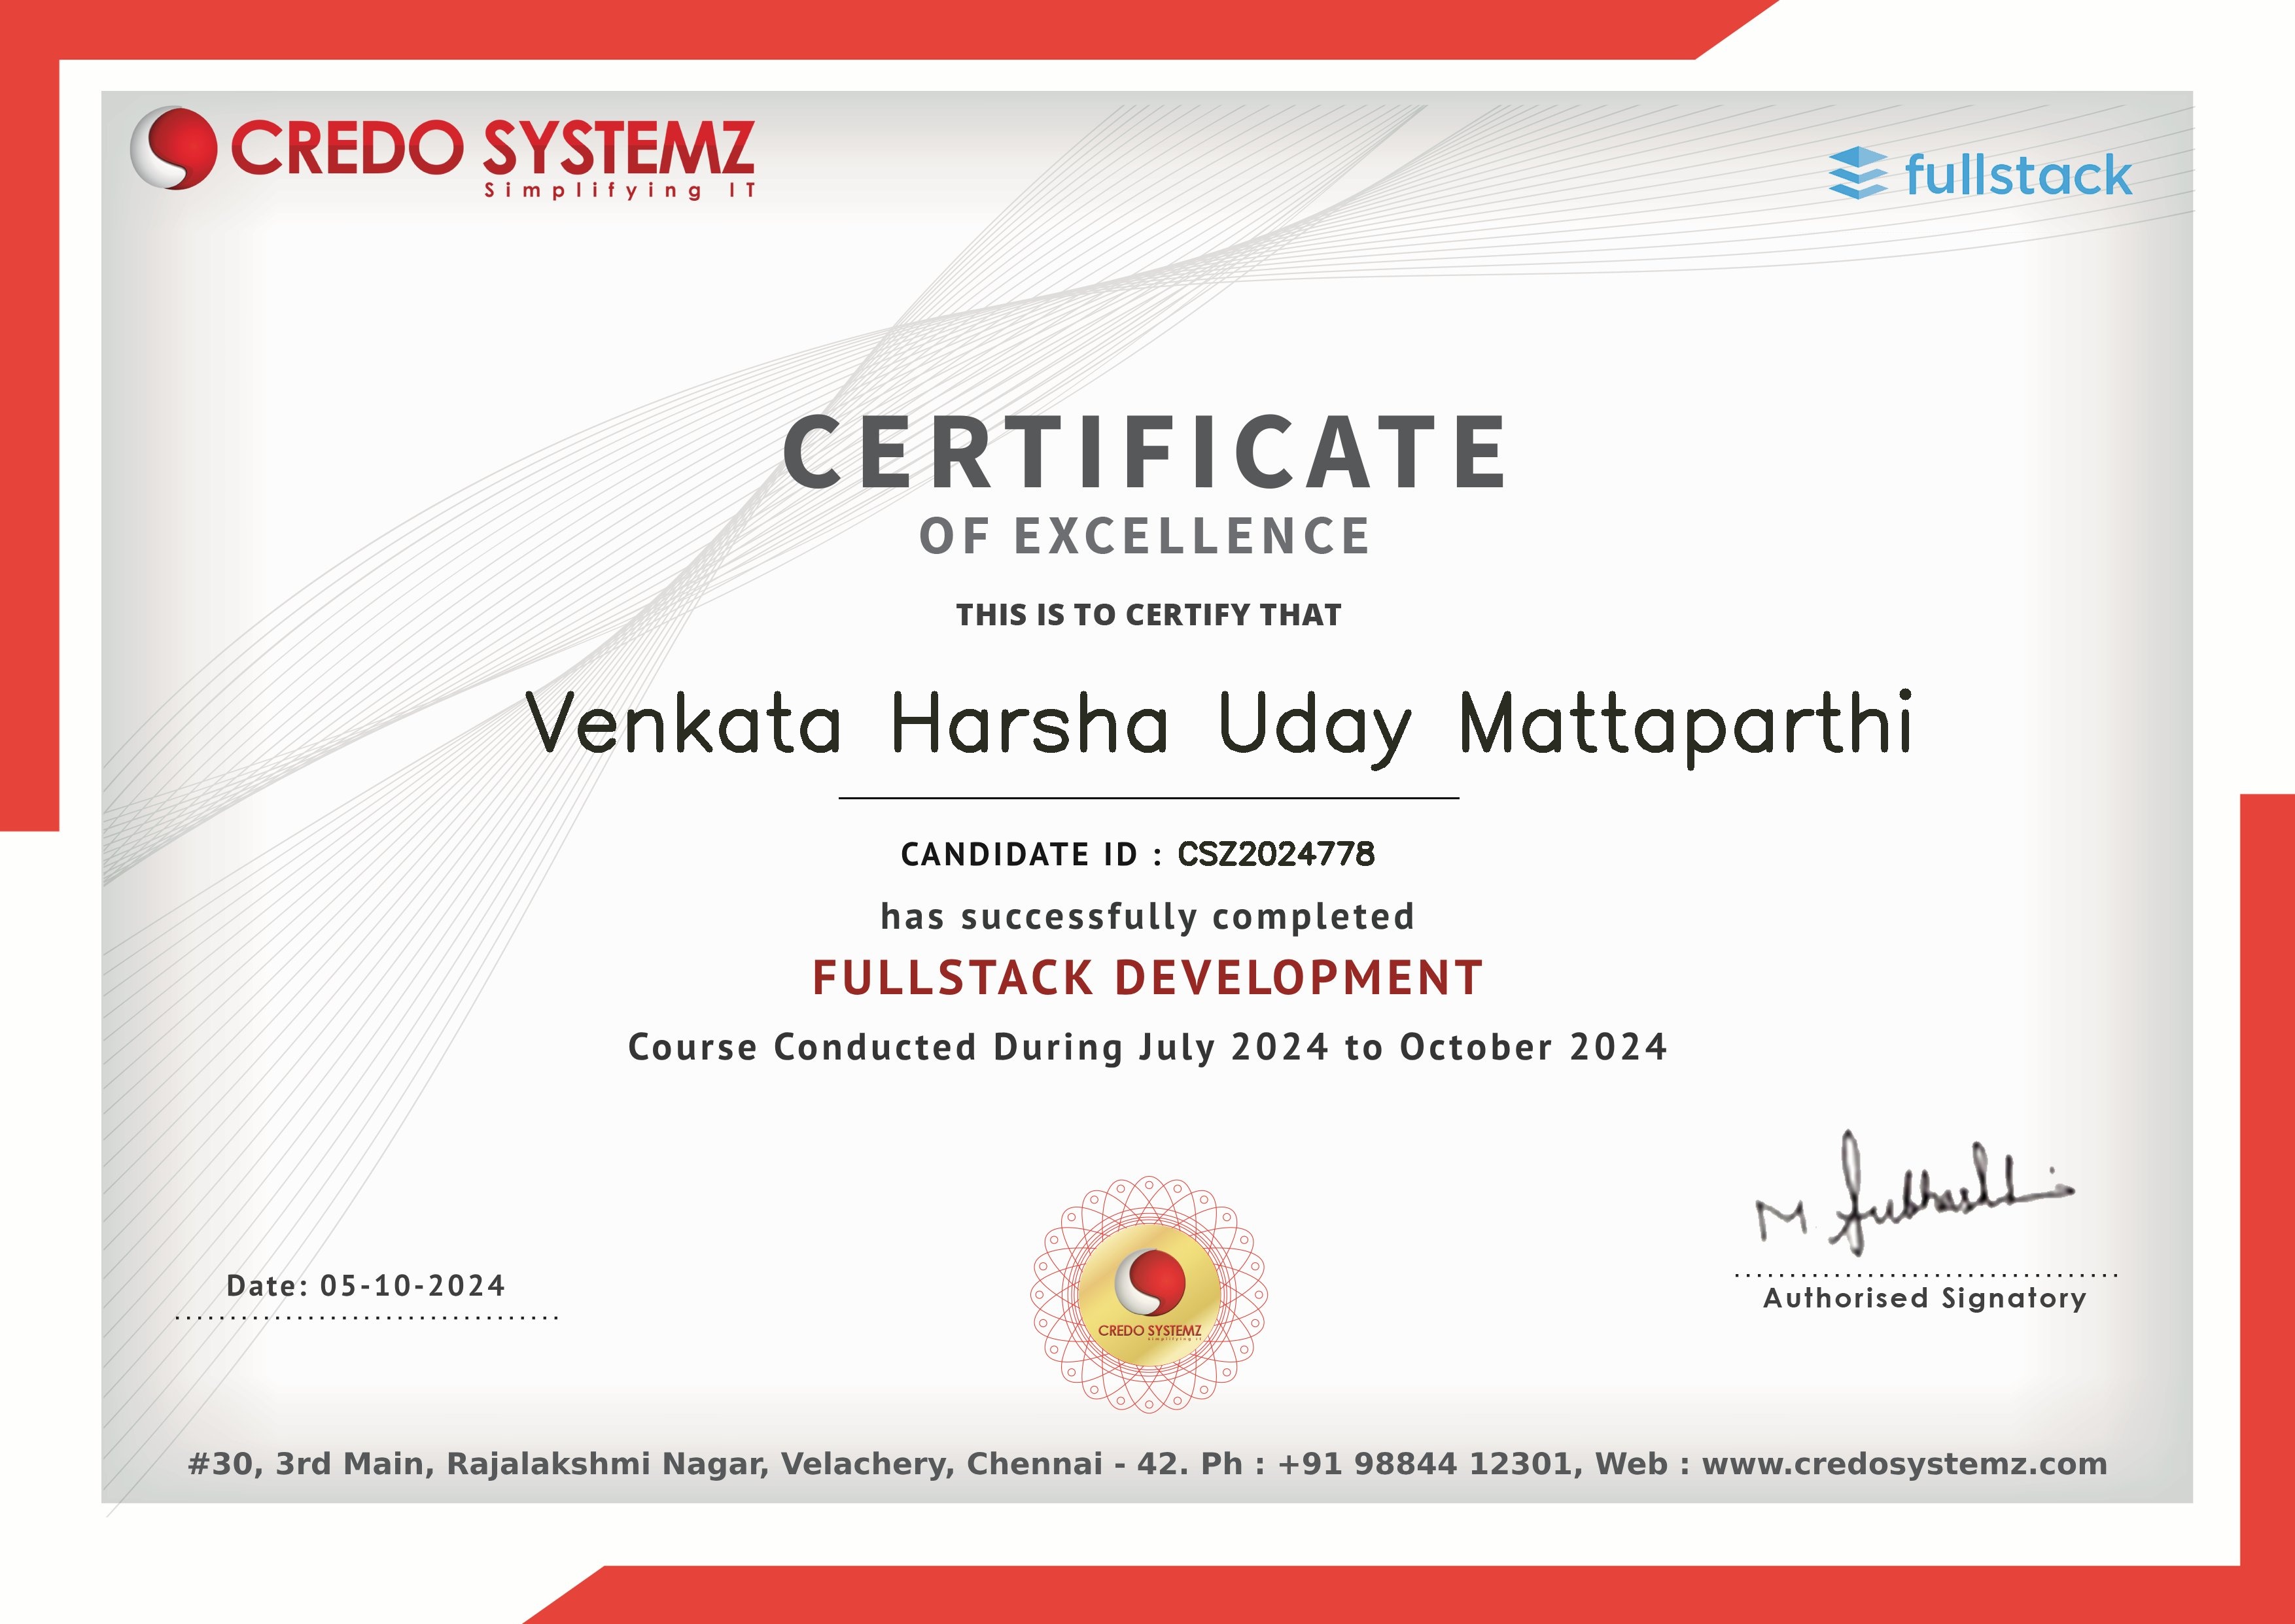 CREDO SYSTEMZ
Simplifying IT
fullstack
CERTIFICATE
OF EXCELLENCE
THIS IS TO CERTIFY THAT
Venkata Harsha Uday Mattaparthi
CANDIDATE ID : CSZ2024778
has successfully completed
FULLSTACK DEVELOPMENT
Course Conducted During July 2024 to October 2024
Date: 05-10-2024
CREDO SYSTEMZ
Simplifying IT
Authorised Signatory
#30, 3rd Main, Rajalakshmi Nagar, Velachery, Chennai - 42. Ph : +91 98844 12301, Web : www.credosystemz.com